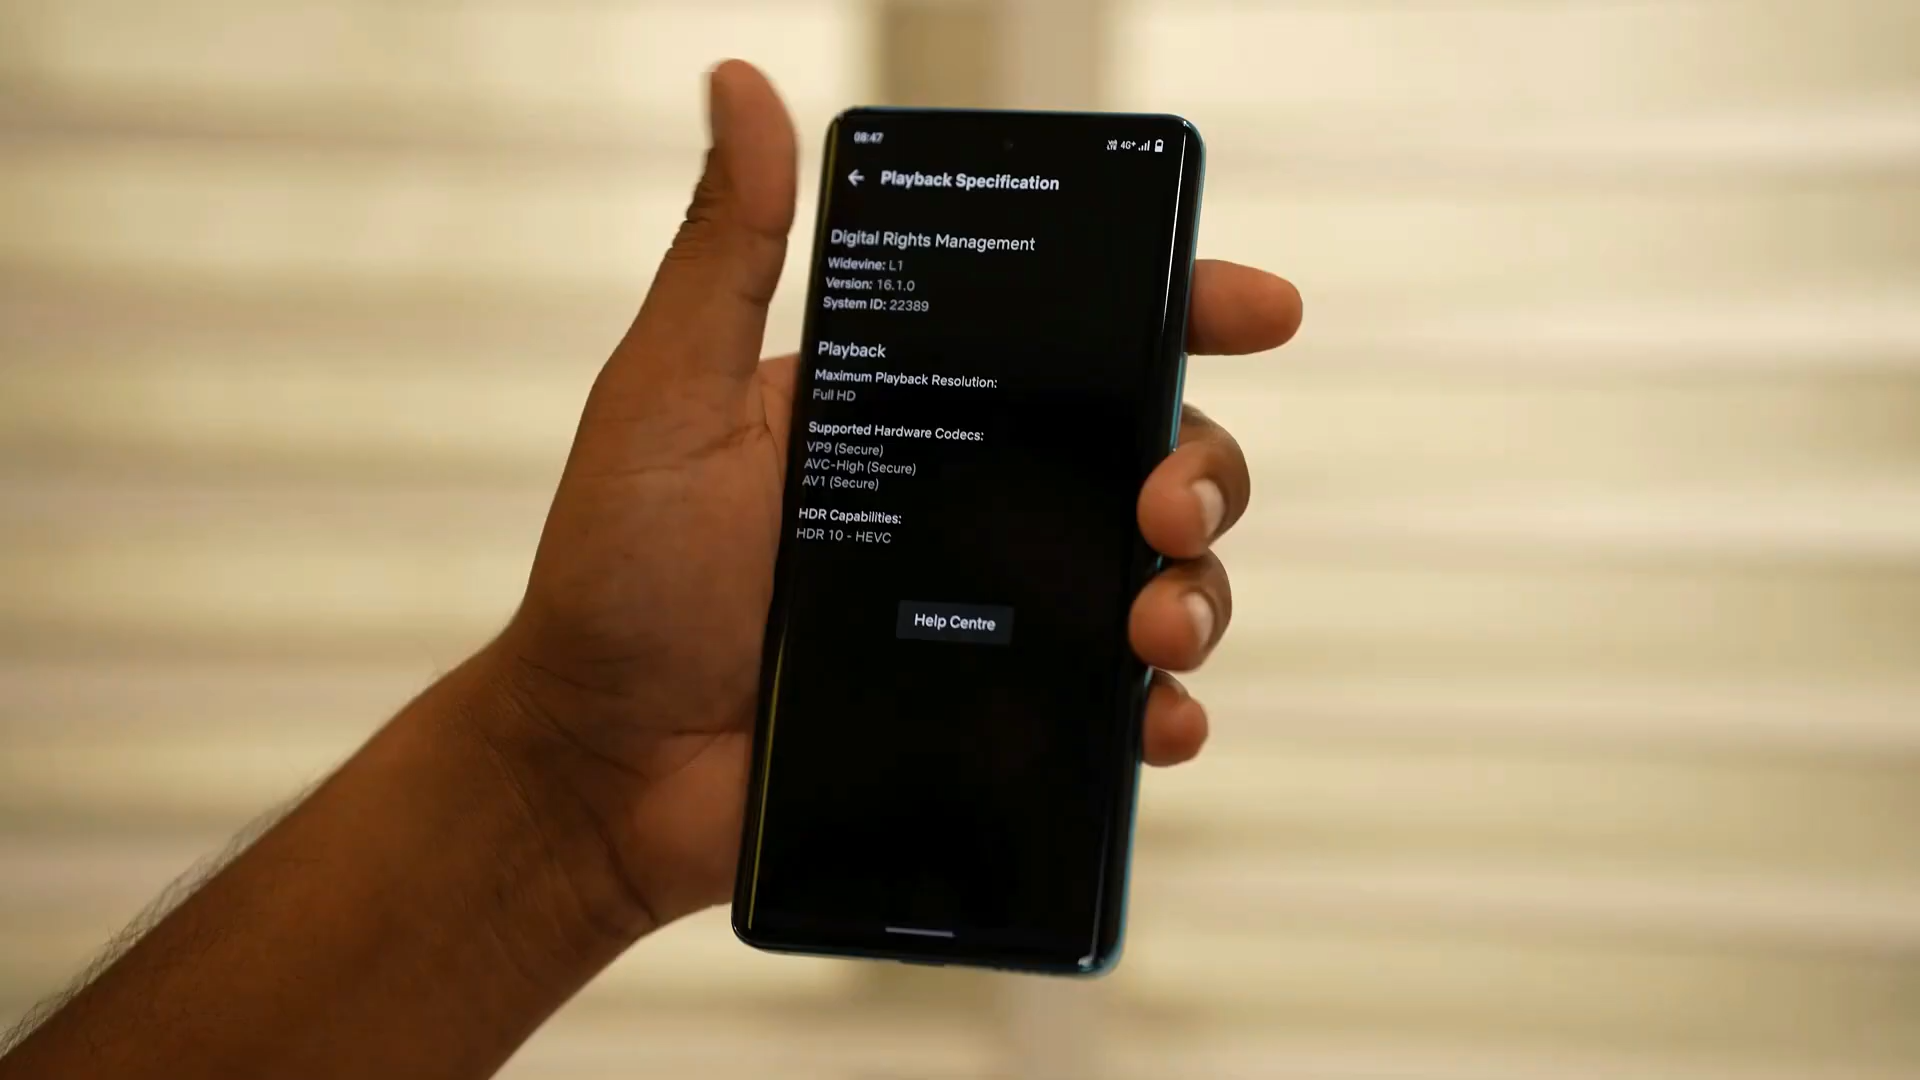 08:47
4G+
Playback Specification
Digital Rights Management
Widevine: L1
Version: 16.1.0
System ID: 22389
Playback
Maximum Playback Resolution:
Full HD
Supported Hardware Codecs:
VP9 (Secure)
AVC-High (Secure)
AV1 (Secure)
HDR Capabilities:
HDR 10 - HEVC
Help Centre